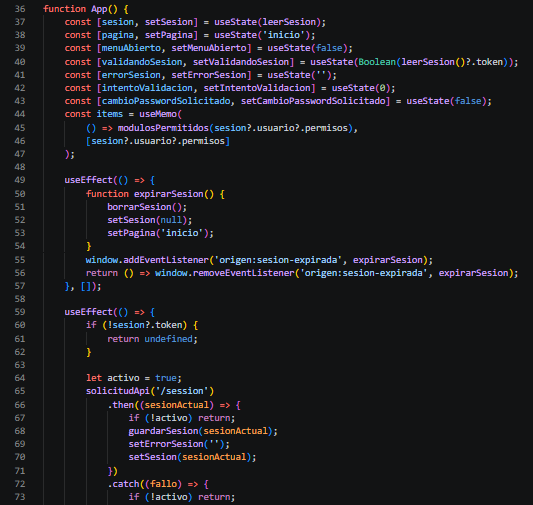 36 function App() {
37     const [sesion, setSesion] = useState(leerSesion);
38     const [pagina, setPagina] = useState('inicio');
39     const [menuAbierto, setMenuAbierto] = useState(false);
40     const [validandoSesion, setValidandoSesion] = useState(Boolean(leerSesion()?.token));
41     const [errorSesion, setErrorSesion] = useState('');
42     const [intentoValidacion, setIntentoValidacion] = useState(0);
43     const [cambioPasswordSolicitado, setCambioPasswordSolicitado] = useState(false);
44     const items = useMemo(
45         () => modulosPermitidos(sesion?.usuario?.permisos),
46         [sesion?.usuario?.permisos]
47     );
48
49     useEffect(() => {
50         function expirarSesion() {
51             borrarSesion();
52             setSesion(null);
53             setPagina('inicio');
54         }
55         window.addEventListener('origen:sesion-expirada', expirarSesion);
56         return () => window.removeEventListener('origen:sesion-expirada', expirarSesion);
57     }, []);
58
59     useEffect(() => {
60         if (!sesion?.token) {
61             return undefined;
62         }
63
64         let activo = true;
65         solicitudApi('/session')
66             .then((sesionActual) => {
67                 if (!activo) return;
68                 guardarSesion(sesionActual);
69                 setErrorSesion('');
70                 setSesion(sesionActual);
71             })
72             .catch((fallo) => {
73                 if (!activo) return;